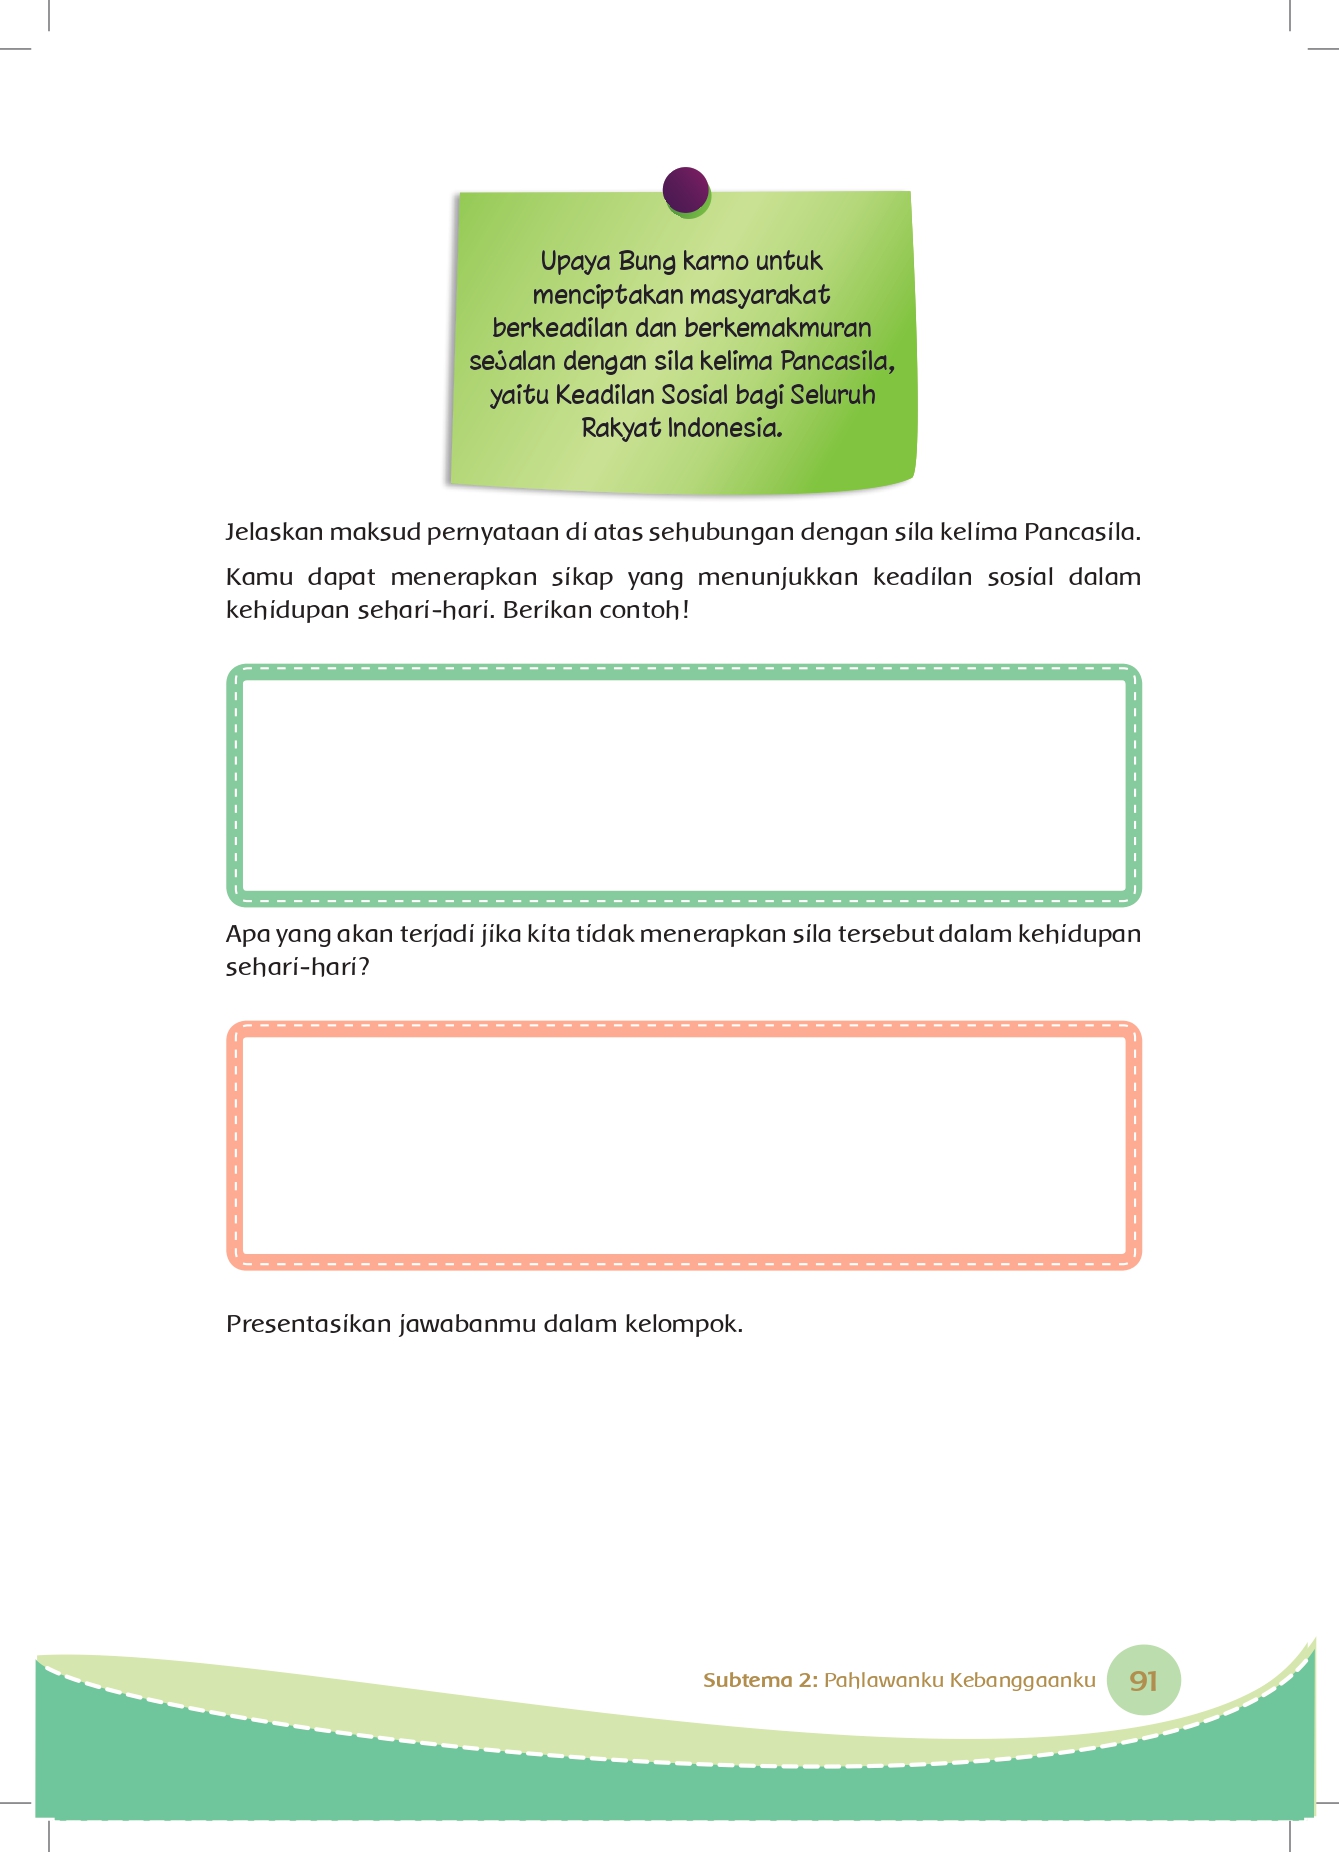 Upaya Bung karno untuk
menciptakan masyarakat
berkeadilan dan berkemakmuran
sejalan dengan sila kelima Pancasila,
yaitu Keadilan Sosial bagi Seluruh
Rakyat Indonesia.
Jelaskan maksud pernyataan di atas sehubungan dengan sila kelima Pancasila.
Kamu dapat menerapkan sikap yang menunjukkan keadilan sosial dalam
kehidupan sehari-hari. Berikan contoh!
Apa yang akan terjadi jika kita tidak menerapkan sila tersebut dalam kehidupan
sehari-hari?
Presentasikan jawabanmu dalam kelompok.
Subtema 2: Pahlawanku Kebanggaanku 91